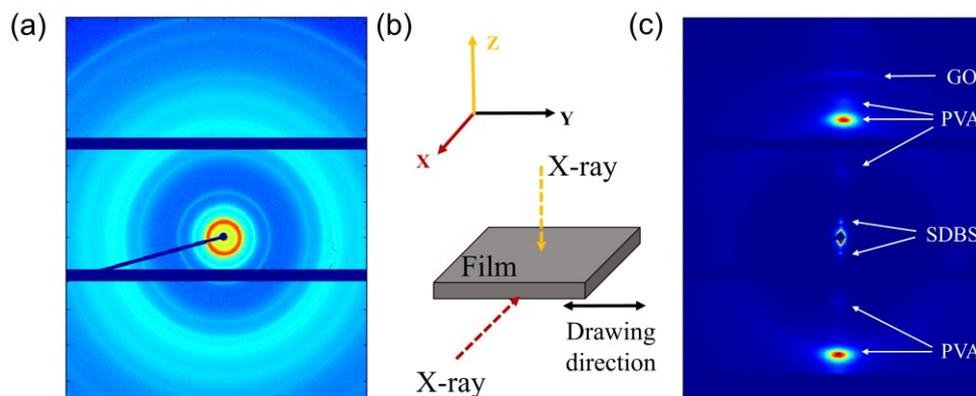 (a)
(b)
(c)
Z
Y
X
X-ray
Film
Drawing
direction
X-ray
GO
PVA
SDBS
PVA